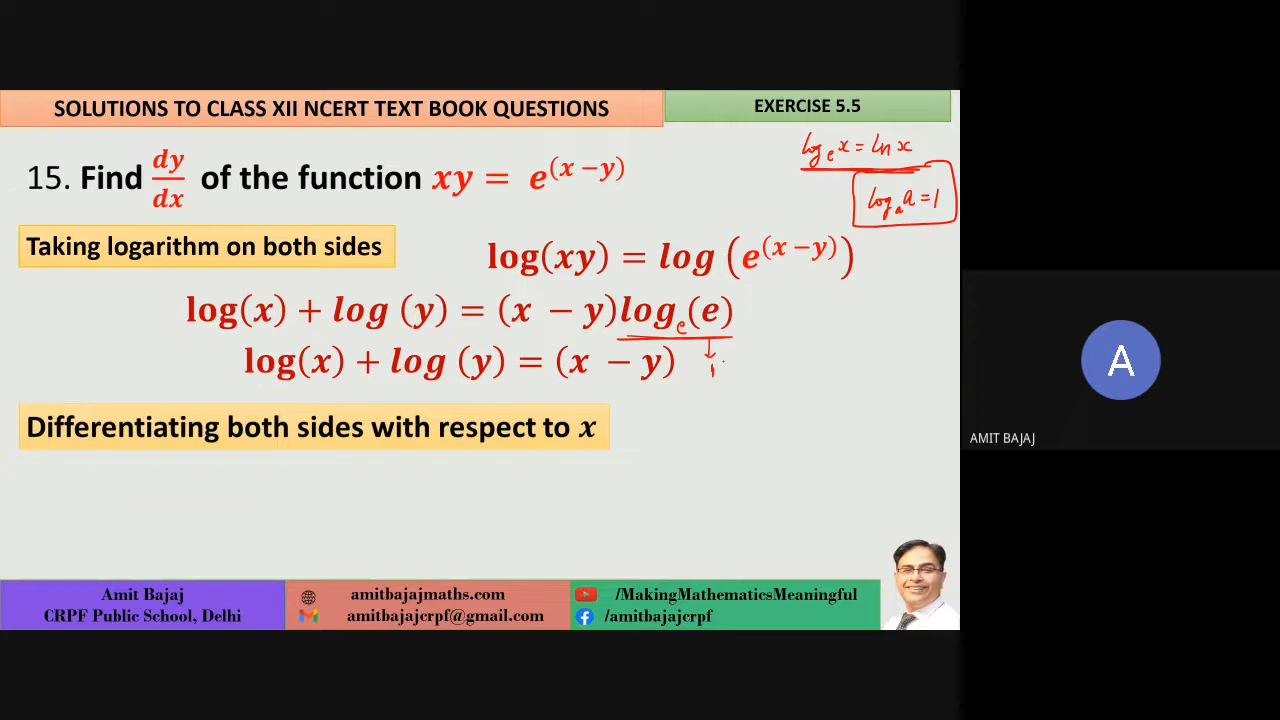 SOLUTIONS TO CLASS XII NCERT TEXT BOOK QUESTIONS
EXERCISE 5.5
logₑx = ln x
logₐa = 1
15. Find dy/dx of the function xy = e^(x − y)
Taking logarithm on both sides
log(xy) = log (e^(x − y))
log(x) + log (y) = (x − y)logₑ(e)
log(x) + log (y) = (x − y)
1
Differentiating both sides with respect to x
AMIT BAJAJ
A
Amit Bajaj
CRPF Public School, Delhi
amitbajajmaths.com
amitbajajcrpf@gmail.com
/MakingMathematicsMeaningful
/amitbajajcrpf